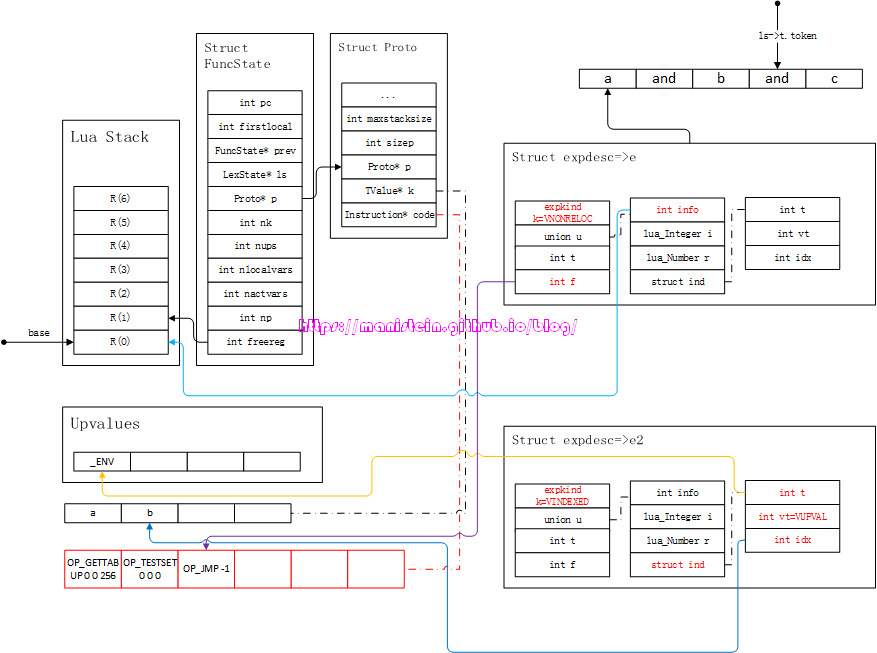 ls->t.token
a and b and c
Struct
FuncState
int pc
int firstlocal
FuncState* prev
LexState* ls
Proto* p
int nk
int nups
int nlocalvars
int nactvars
int np
int freereg
Struct Proto
...
int maxstacksize
int sizep
Proto* p
TValue* k
Instruction* code
Lua Stack
R(6)
R(5)
R(4)
R(3)
R(2)
R(1)
R(0)
base
Struct expdesc=>e
expkind
k=VNONRELOC
union u
int t
int f
int info
lua_Integer i
lua_Number r
struct ind
int t
int vt
int idx
https://manistein.github.io/blog/
Upvalues
_ENV
a b
OP_GETTAB
UP 0 0 256
OP_TESTSET
0 0 0
OP_JMP -1
Struct expdesc=>e2
expkind
k=VINDEXED
union u
int t
int f
int info
lua_Integer i
lua_Number r
struct ind
int t
int vt=VUPVAL
int idx